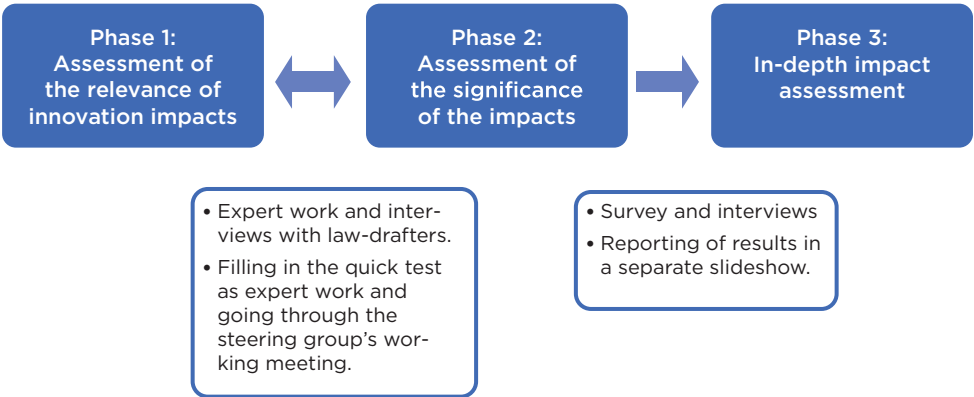 Phase 1:
Assessment of
the relevance of
innovation impacts
Phase 2:
Assessment of
the significance
of the impacts
Phase 3:
In-depth impact
assessment
• Expert work and inter-
views with law-drafters.
• Filling in the quick test
as expert work and
going through the
steering group's wor-
king meeting.
• Survey and interviews
• Reporting of results in
a separate slideshow.